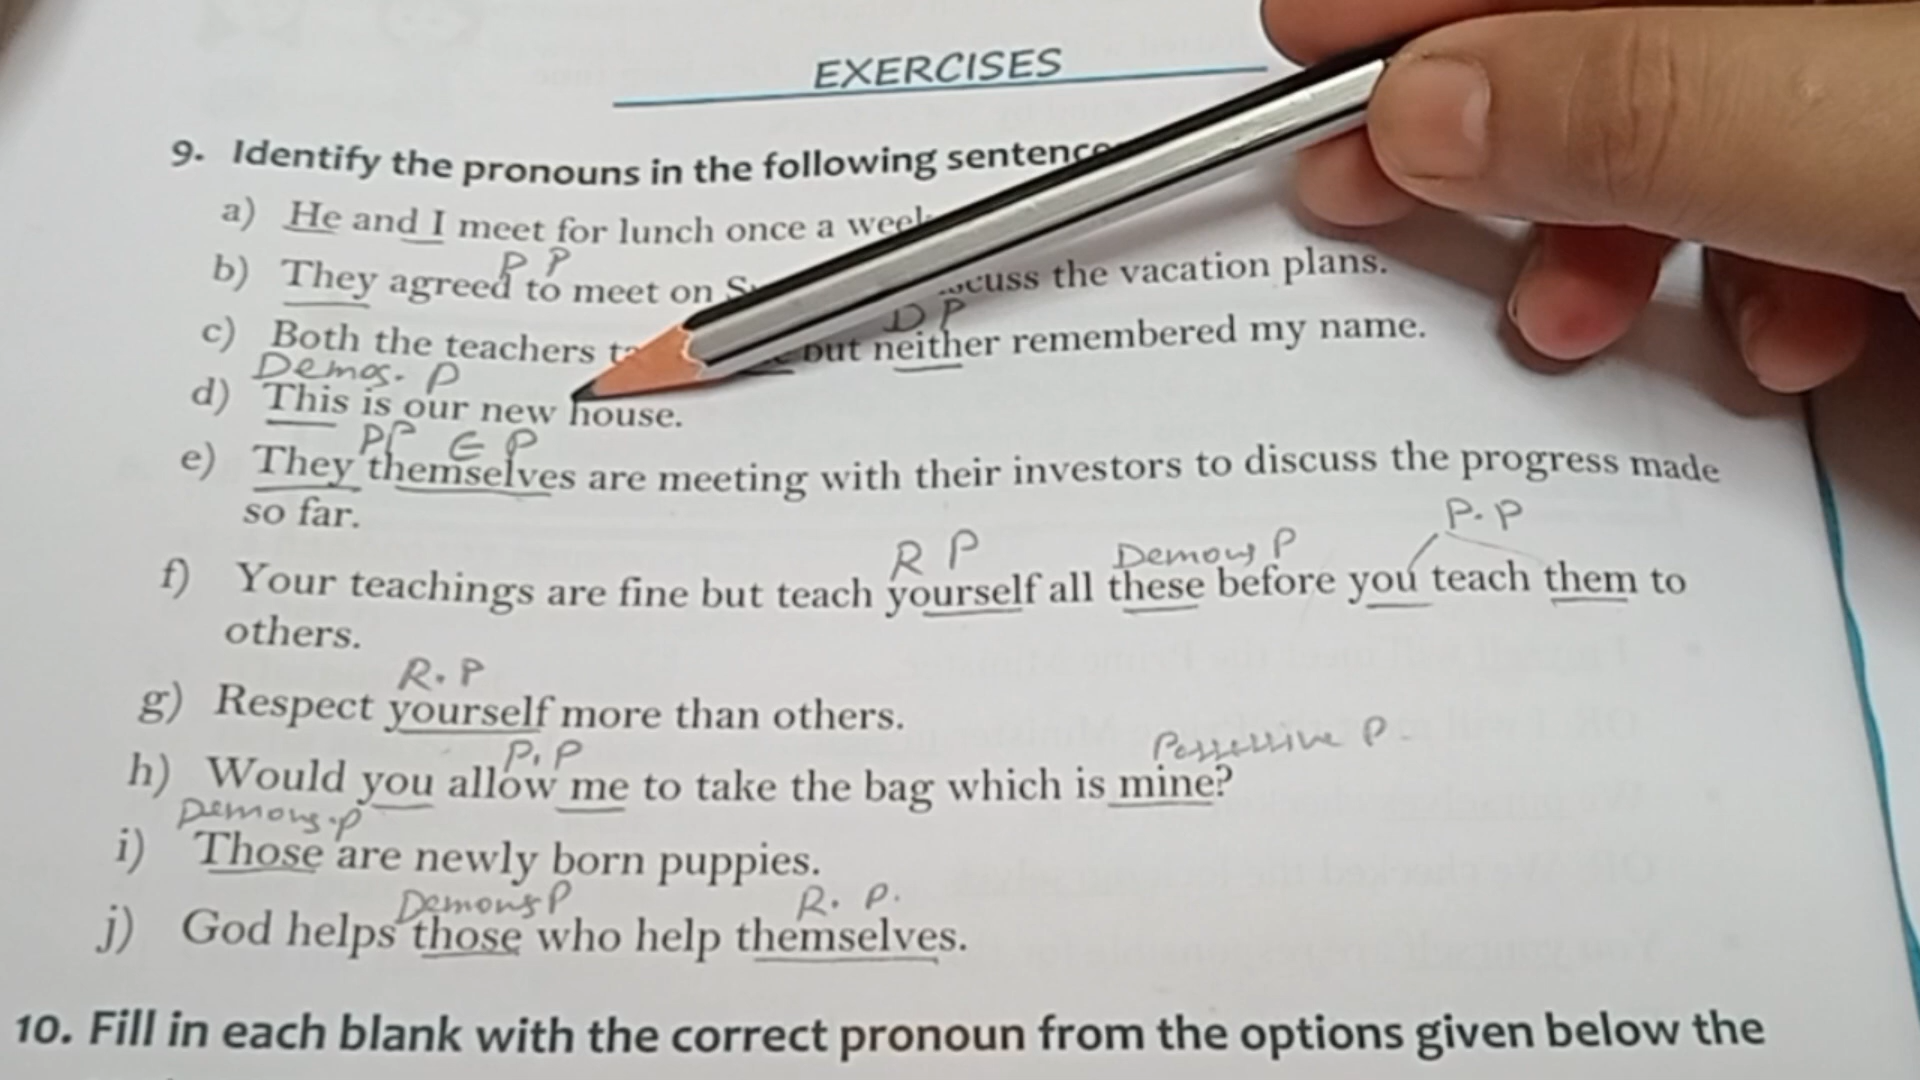 EXERCISES
9. Identify the pronouns in the following
a) He and I meet for lunch once a
P P
b) They agreed to meet on the vacation plans.
D P
c) Both the teachers but neither remembered my name.
Demos. P
d) This is our new house.
PP E P
e) They themselves are meeting with their investors to discuss the progress made
so far.
P. P
R P Demons P
f) Your teachings are fine but teach yourself all these before you teach them to
others.
R. P
g) Respect yourself more than others.
P. P Possessive P.
h) Would you allow me to take the bag which is mine?
Demons. P
i) Those are newly born puppies.
Demons P R. P.
j) God helps those who help themselves.
10. Fill in each blank with the correct pronoun from the options given below the